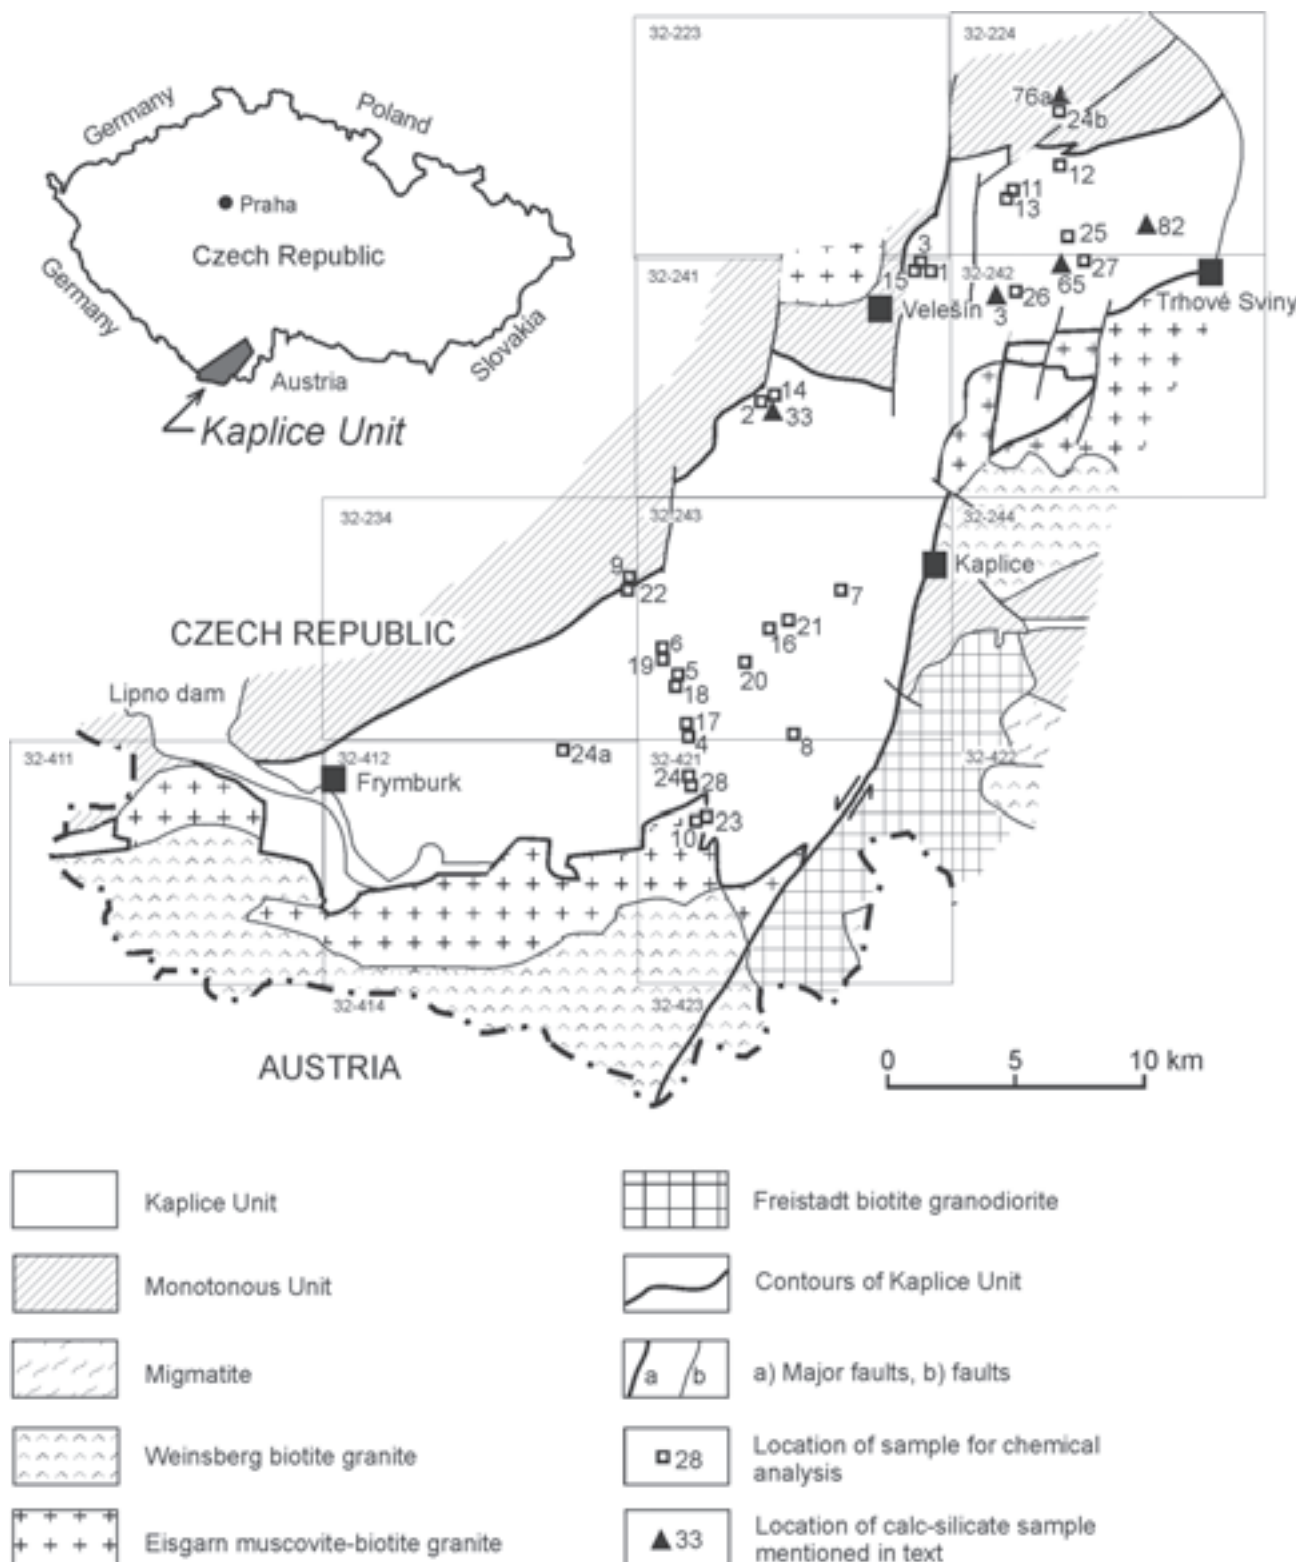 32-223
32-224
Germany
Poland
76a
24b
Praha
12
11
13
Czech Republic
25
82
3
15
1
32-241
32-242
65
27
26
3
Germany
Velešín
Trhové Sviny
Slovakia
Austria
14
2
33
Kaplice Unit
32-234
32-243
32-244
9
22
7
Kaplice
CZECH REPUBLIC
21
16
6
19
5
20
18
Lipno dam
17
4
8
32-411
32-412
24a
32-421
32-422
Frymburk
24
28
10
23
32-414
32-423
AUSTRIA
0 5 10 km
Kaplice Unit
Monotonous Unit
Migmatite
Weinsberg biotite granite
Eisgarn muscovite-biotite granite
Freistadt biotite granodiorite
Contours of Kaplice Unit
a b
a) Major faults, b) faults
28
Location of sample for chemical
analysis
33
Location of calc-silicate sample
mentioned in text